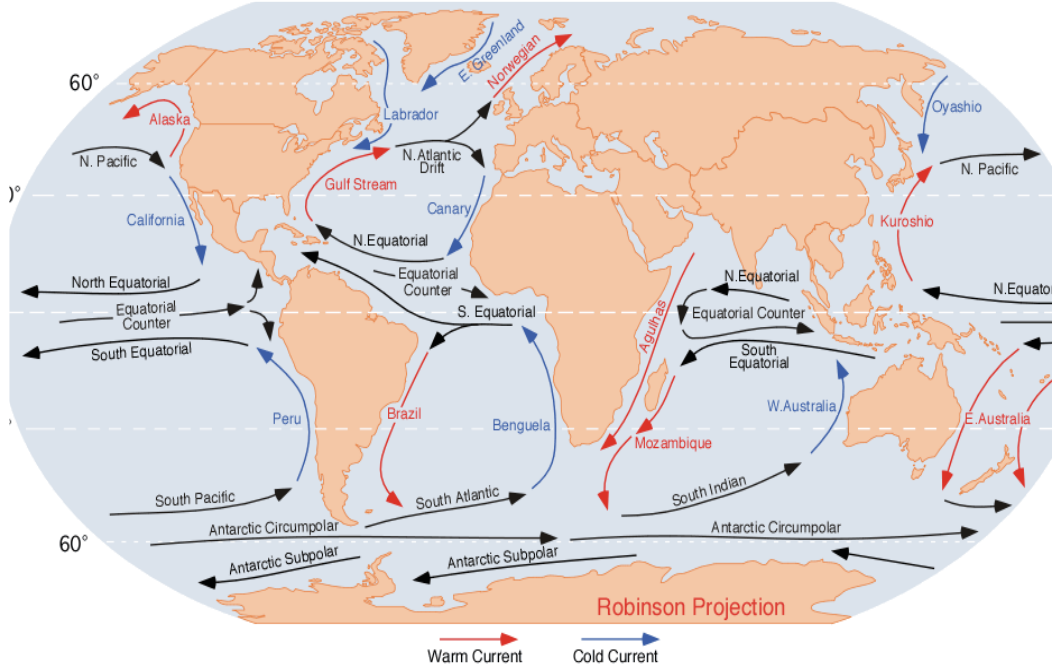 E. Greenland
Norwegian
60°
Alaska
Labrador
Oyashio
N. Pacific
N. Atlantic
Drift
N. Pacific
0°
Gulf Stream
California
Canary
Kuroshio
N.Equatorial
North Equatorial
Equatorial
Counter
N.Equatorial
N.Equato
Equatorial
Counter
S. Equatorial
Equatorial Counter
Agulhas
South Equatorial
South
Equatorial
Peru
Brazil
Benguela
W.Australia
E.Australia
°
Mozambique
South Pacific
South Atlantic
South Indian
Antarctic Circumpolar
Antarctic Circumpolar
60°
Antarctic Subpolar
Antarctic Subpolar
Robinson Projection
Warm Current
Cold Current